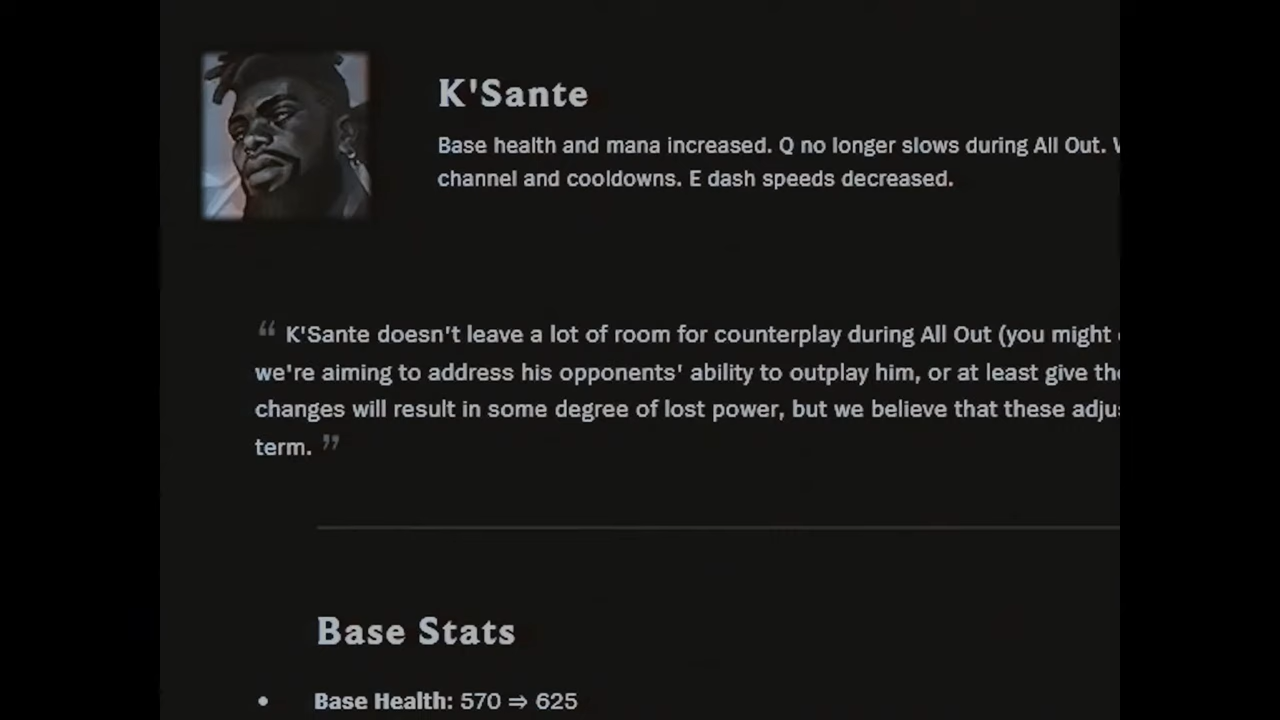 K'Sante
Base health and mana increased. Q no longer slows during All Out.
channel and cooldowns. E dash speeds decreased.
“ K'Sante doesn't leave a lot of room for counterplay during All Out (you might
we're aiming to address his opponents' ability to outplay him, or at least give
changes will result in some degree of lost power, but we believe that these
term. ”
Base Stats
• Base Health: 570 ⇒ 625